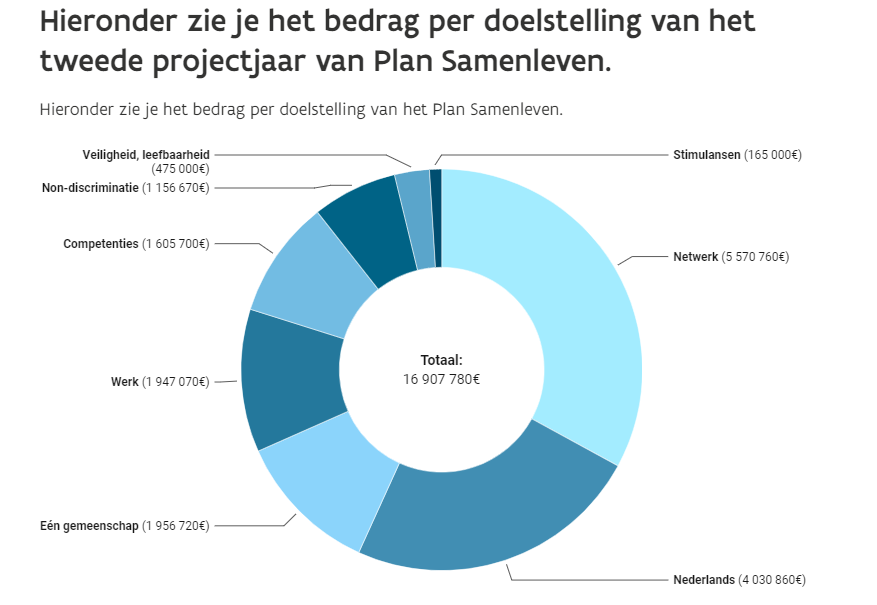 Hieronder zie je het bedrag per doelstelling van het
tweede projectjaar van Plan Samenleven.
Hieronder zie je het bedrag per doelstelling van het Plan Samenleven.
Veiligheid, leefbaarheid
(475 000€)
Stimulansen (165 000€)
Non-discriminatie (1 156 670€)
Competenties (1 605 700€)
Netwerk (5 570 760€)
Totaal:
16 907 780€
Werk (1 947 070€)
Eén gemeenschap (1 956 720€)
Nederlands (4 030 860€)